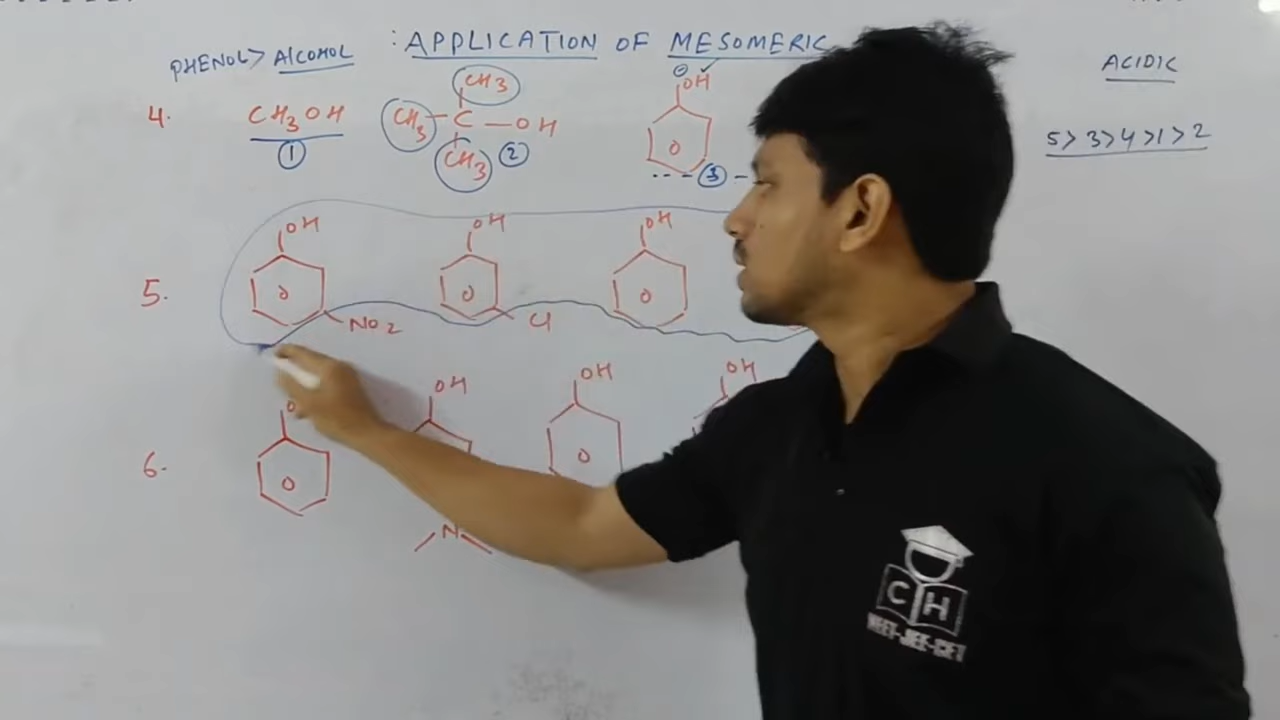 : APPLICATION OF MESOMERIC
PHENOL > AlCOHOL
ACIDIC
4.
CH3OH
1
CH3
CH3 - C - OH
CH3
2
OH
3
5 > 3 > 4 > 1 > 2
5.
OH
NO2
OH
Cl
OH
6.
OH
OH
OH
N
C H
NEET-JEE-CET